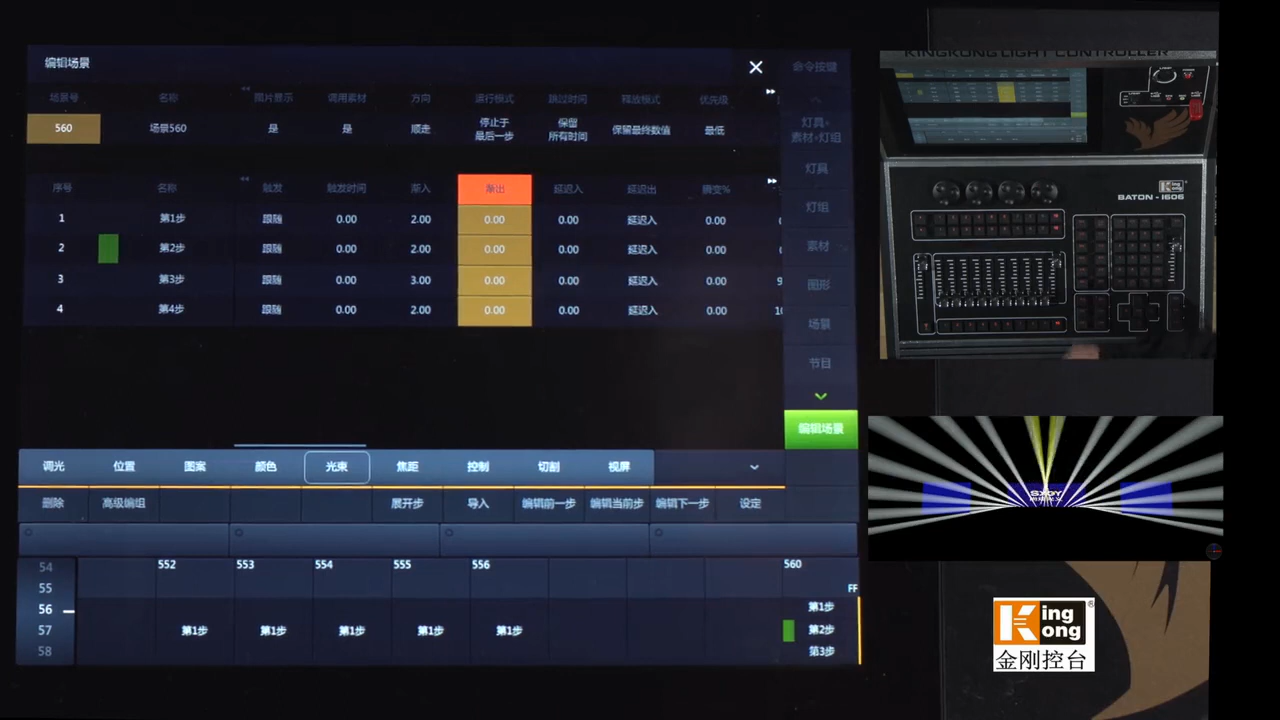 编辑场景
命令按键
场景号 名称 照片显示 调用素材 方向 运行模式 跳过时间 释放模式 优先级
560 场景560 是 是 顺走 停止于最后一步 保留所有时间 保留最终数值 最低
序号 名称 触发 触发时间 渐入 渐出 延迟入 延迟出
1 第1步 跟随 0.00 2.00 0.00 0.00 延迟入 0.00
2 第2步 跟随 0.00 2.00 0.00 0.00 延迟入 0.00
3 第3步 跟随 0.00 3.00 0.00 0.00 延迟入 0.00
4 第4步 跟随 0.00 2.00 0.00 0.00 延迟入 0.00
灯具+
素材+灯组
灯具
灯组
素材
图形
场景
节目
编辑场景
调光 位置 图案 颜色 光束 焦距 控制 切割 视屏
删除 高级编组 展开步 导入 编辑前一步 编辑当前步 编辑下一步 设定
54
55
56
57
58
552 553 554 555 556 560
FF
第1步 第1步 第1步 第1步 第1步
第1步
第2步
第3步
KINGKONG LIGHT CONTROLLER
BATON - 1606
King
Kong
®
金刚控台